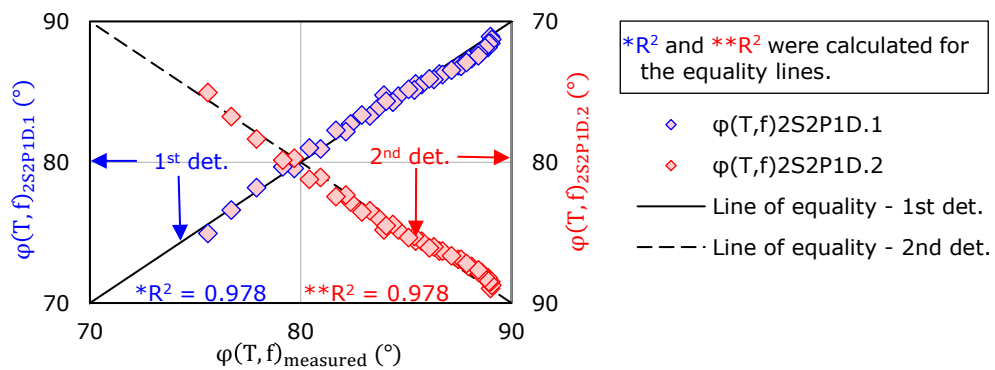 90
80
70
φ(T, f)2S2P1D.1 (°)
1st det.
2nd det.
*R² = 0.978
**R² = 0.978
70
80
90
φ(T, f)measured (°)
70
80
90
φ(T, f)2S2P1D.2 (°)
*R² and **R² were calculated for
the equality lines.
φ(T,f)2S2P1D.1
φ(T,f)2S2P1D.2
Line of equality - 1st det.
Line of equality - 2nd det.